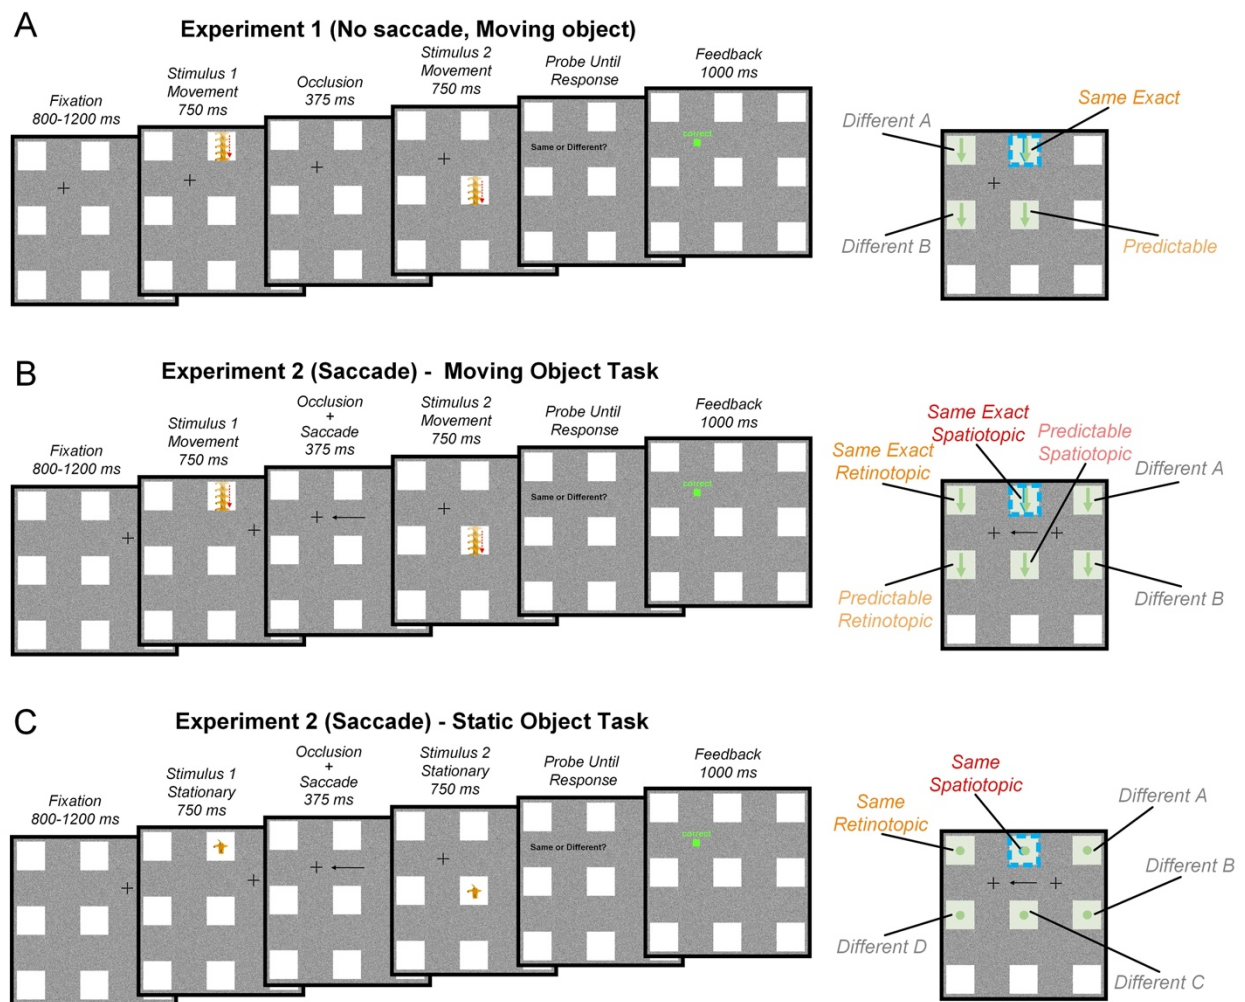 A
Experiment 1 (No saccade, Moving object)
Fixation
800-1200 ms
Stimulus 1
Movement
750 ms
Occlusion
375 ms
Stimulus 2
Movement
750 ms
Probe Until
Response
Feedback
1000 ms
Same or Different?
correct
Same Exact
Different A
Different B
Predictable
B
Experiment 2 (Saccade) - Moving Object Task
Fixation
800-1200 ms
Stimulus 1
Movement
750 ms
Occlusion
+
Saccade
375 ms
Stimulus 2
Movement
750 ms
Probe Until
Response
Feedback
1000 ms
Same or Different?
correct
Same Exact
Spatiotopic
Predictable
Spatiotopic
Same Exact
Retinotopic
Different A
Predictable
Retinotopic
Different B
C
Experiment 2 (Saccade) - Static Object Task
Fixation
800-1200 ms
Stimulus 1
Stationary
750 ms
Occlusion
+
Saccade
375 ms
Stimulus 2
Stationary
750 ms
Probe Until
Response
Feedback
1000 ms
Same or Different?
correct
Same
Spatiotopic
Same
Retinotopic
Different A
Different B
Different D
Different C